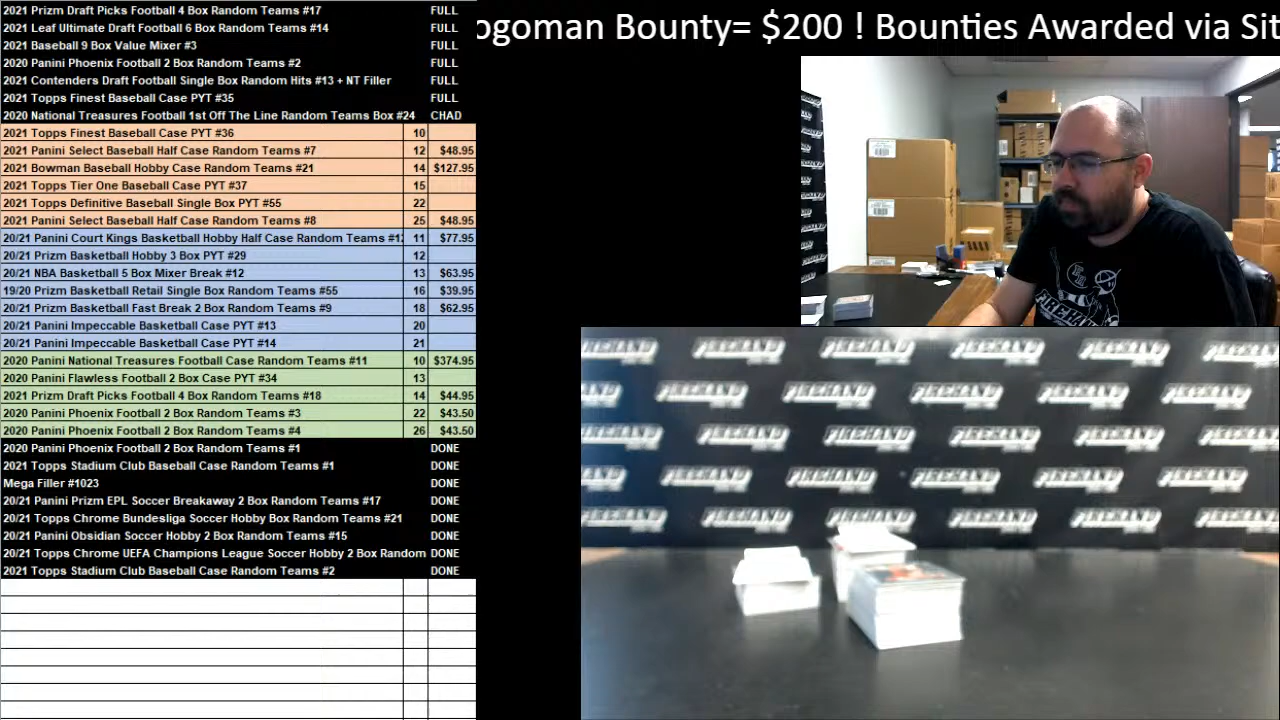 2021 Prizm Draft Picks Football 4 Box Random Teams #17 FULL
2021 Leaf Ultimate Draft Football 6 Box Random Teams #14 FULL
2021 Baseball 9 Box Value Mixer #3 FULL
2020 Panini Phoenix Football 2 Box Random Teams #2 FULL
2021 Contenders Draft Football Single Box Random Hits #13 + NT Filler FULL
2021 Topps Finest Baseball Case PYT #35 FULL
2020 National Treasures Football 1st Off The Line Random Teams Box #24 CHAD
2021 Topps Finest Baseball Case PYT #36 10
2021 Panini Select Baseball Half Case Random Teams #7 12 $48.95
2021 Bowman Baseball Hobby Case Random Teams #21 14 $127.95
2021 Topps Tier One Baseball Case PYT #37 15
2021 Topps Definitive Baseball Single Box PYT #55 22
2021 Panini Select Baseball Half Case Random Teams #8 25 $48.95
20/21 Panini Court Kings Basketball Hobby Half Case Random Teams 11 $77.95
20/21 Prizm Basketball Hobby 3 Box PYT #29 12
20/21 NBA Basketball 5 Box Mixer Break #12 13 $63.95
19/20 Prizm Basketball Retail Single Box Random Teams #55 16 $39.95
20/21 Prizm Basketball Fast Break 2 Box Random Teams #9 18 $62.95
20/21 Panini Impeccable Basketball Case PYT #13 20
20/21 Panini Impeccable Basketball Case PYT #14 21
2020 Panini National Treasures Football Case Random Teams #11 10 $374.95
2020 Panini Flawless Football 2 Box Case PYT #34 13
2021 Prizm Draft Picks Football 4 Box Random Teams #18 14 $44.95
2020 Panini Phoenix Football 2 Box Random Teams #3 22 $43.50
2020 Panini Phoenix Football 2 Box Random Teams #4 26 $43.50
2020 Panini Phoenix Football 2 Box Random Teams #1 DONE
2021 Topps Stadium Club Baseball Case Random Teams #1 DONE
Mega Filler #1023 DONE
20/21 Panini Prizm EPL Soccer Breakaway 2 Box Random Teams #17 DONE
20/21 Topps Chrome Bundesliga Soccer Hobby Box Random Teams #21 DONE
20/21 Panini Obsidian Soccer Hobby 2 Box Random Teams #15 DONE
20/21 Topps Chrome UEFA Champions League Soccer Hobby 2 Box Random DONE
2021 Topps Stadium Club Baseball Case Random Teams #2 DONE
ogoman Bounty= $200 ! Bounties Awarded via Sit
FIREHAND